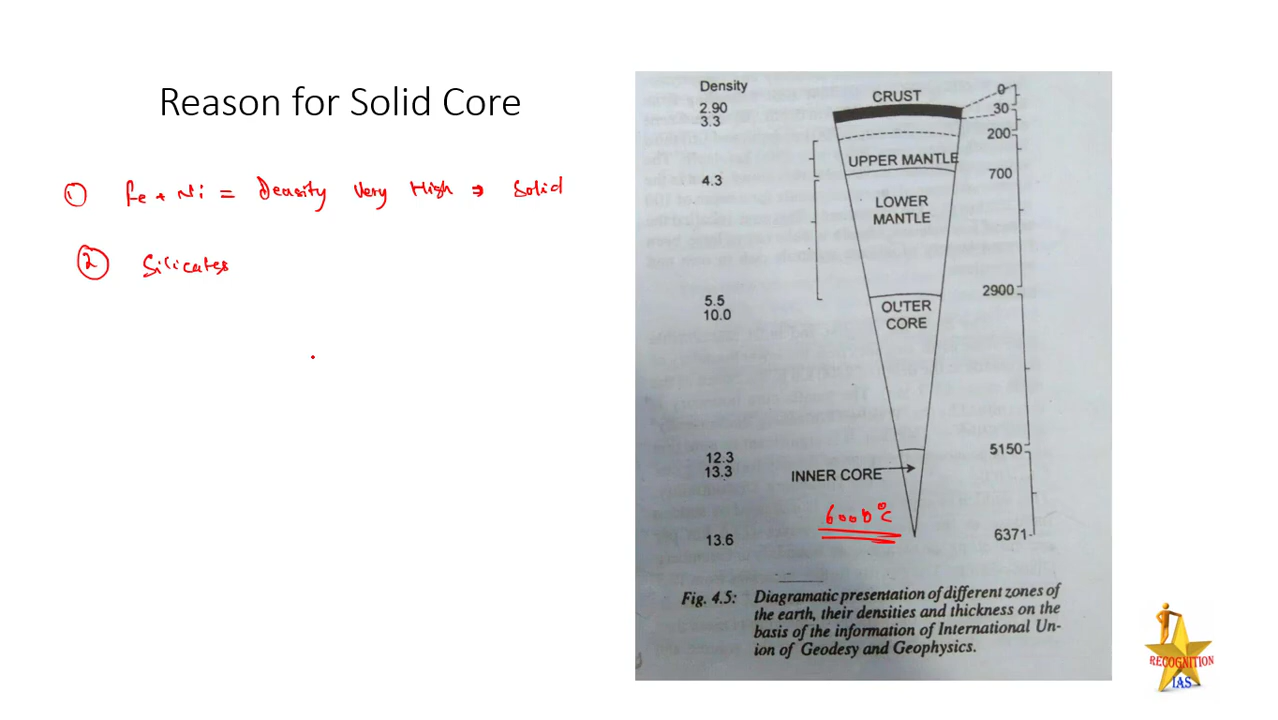 Reason for Solid Core
① Fe + Ni = Density Very High → Solid
② Silicates
Density
2.90
3.3
4.3
5.5
10.0
12.3
13.3
13.6
CRUST
UPPER MANTLE
LOWER
MANTLE
OUTER
CORE
INNER CORE
6000°C
0
30
200
700
2900
5150
6371
Fig. 4.5: Diagramatic presentation of different zones of
the earth, their densities and thickness on the
basis of the information of International Un-
ion of Geodesy and Geophysics.
RECOGNITION
IAS